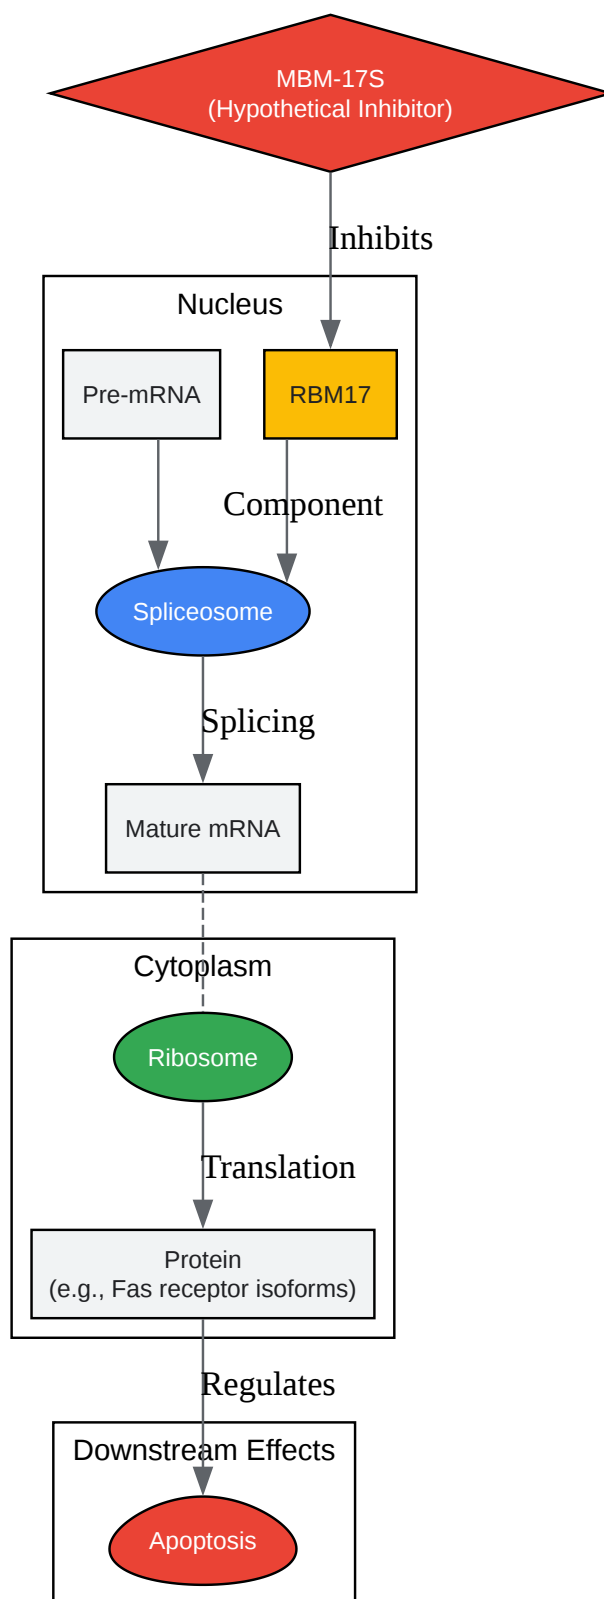 MBM-17S
(Hypothetical Inhibitor)
Inhibits
Nucleus
Pre-mRNA
RBM17
Component
Spliceosome
Splicing
Mature mRNA
Cytoplasm
Ribosome
Translation
Protein
(e.g., Fas receptor isoforms)
Regulates
Downstream Effects
Apoptosis